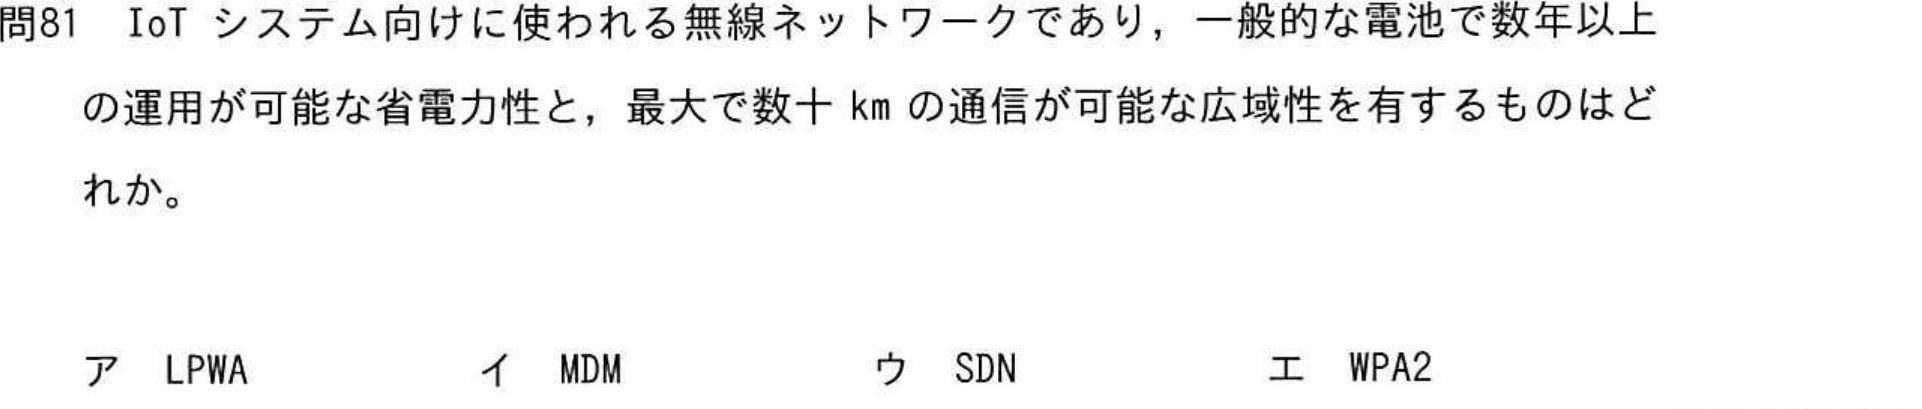 問81　IoT システム向けに使われる無線ネットワークであり，一般的な電池で数年以上
の運用が可能な省電力性と，最大で数十 km の通信が可能な広域性を有するものはど
れか。
ア　LPWA　イ　MDM　ウ　SDN　エ　WPA2